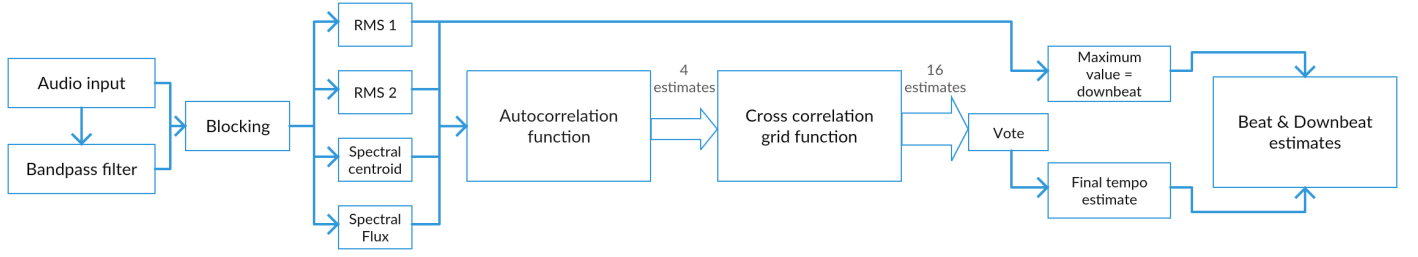 Audio input
Bandpass filter
Blocking
RMS 1
RMS 2
Spectral
centroid
Spectral
Flux
Autocorrelation
function
4
estimates
Cross correlation
grid function
16
estimates
Vote
Maximum
value =
downbeat
Final tempo
estimate
Beat & Downbeat
estimates